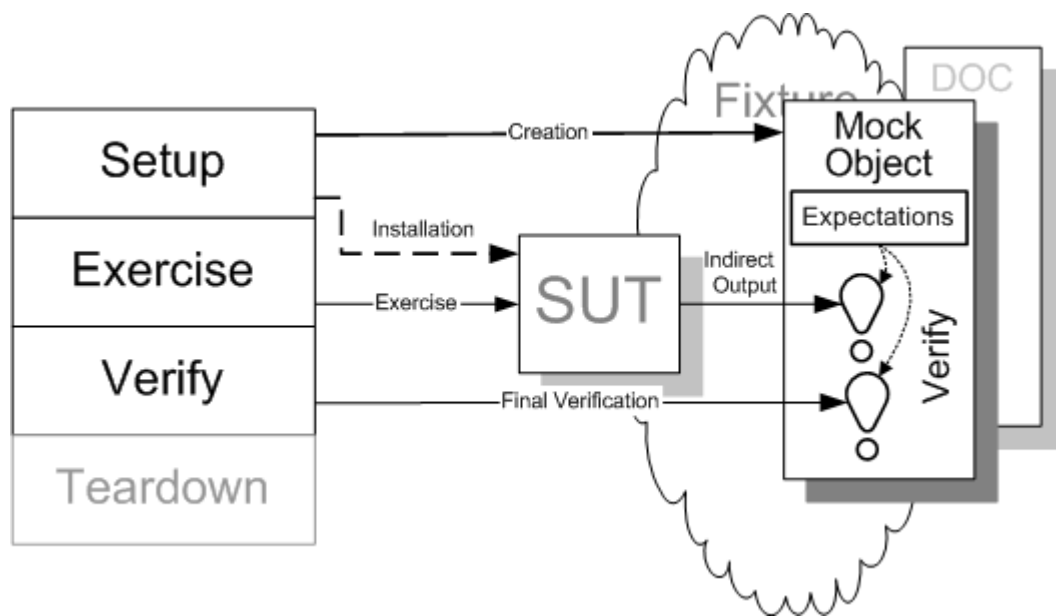 DOC
Fixture
Mock
Object
Creation
Setup
Expectations
Installation
Indirect
Output
Exercise
Exercise
SUT
Verify
Verify
Final Verification
Teardown